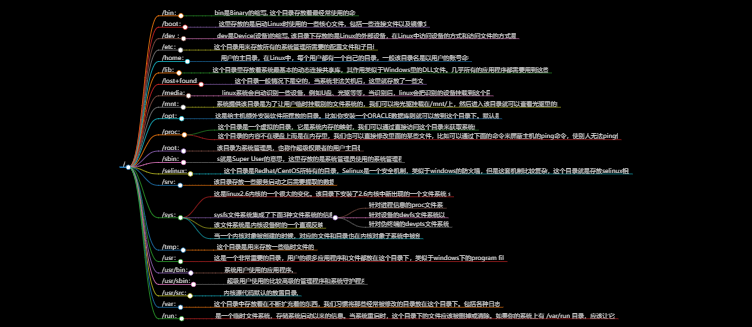 /bin： bin是Binary的缩写, 这个目录存放着最经常使用的命
/boot： 这里存放的是启动Linux时使用的一些核心文件，包括一些连接文件以及镜像文
/dev： dev是Device(设备)的缩写, 该目录下存放的是Linux的外部设备，在Linux中访问设备的方式和访问文件的方式是
/etc： 这个目录用来存放所有的系统管理所需要的配置文件和子目
/home： 用户的主目录，在Linux中，每个用户都有一个自己的目录，一般该目录名是以用户的账号命
/lib： 这个目录里存放着系统最基本的动态连接共享库，其作用类似于Windows里的DLL文件。几乎所有的应用程序都需要用到这些
/lost+found 这个目录一般情况下是空的，当系统非法关机后，这里就存放了一些文
/media： linux系统会自动识别一些设备，例如U盘、光驱等等，当识别后，linux会把识别的设备挂载到这个目
/mnt： 系统提供该目录是为了让用户临时挂载别的文件系统的，我们可以将光驱挂载在/mnt/上，然后进入该目录就可以查看光驱里的
/opt： 这是给主机额外安装软件所摆放的目录。比如你安装一个ORACLE数据库则就可以放到这个目录下。默认是
/proc： 这个目录是一个虚拟的目录，它是系统内存的映射，我们可以通过直接访问这个目录来获取系统信
这个目录的内容不在硬盘上而是在内存里，我们也可以直接修改里面的某些文件，比如可以通过下面的命令来屏蔽主机的ping命令，使别人无法ping你
/root： 该目录为系统管理员，也称作超级权限者的用户主目
/sbin： s就是Super User的意思，这里存放的是系统管理员使用的系统管理程
/selinux： 这个目录是Redhat/CentOS所特有的目录，Selinux是一个安全机制，类似于windows的防火墙，但是这套机制比较复杂，这个目录就是存放selinux相
/srv： 该目录存放一些服务启动之后需要提取的数
/sys： 这是linux2.6内核的一个很大的变化。该目录下安装了2.6内核中新出现的一个文件系统 s
sysfs文件系统集成了下面3种文件系统的信息
针对进程信息的proc文件系
针对设备的devfs文件系统以
针对伪终端的devpts文件系统
该文件系统是内核设备树的一个直观反映
当一个内核对象被创建的时候，对应的文件和目录也在内核对象子系统中被创
/tmp： 这个目录是用来存放一些临时文件的
/usr： 这是一个非常重要的目录，用户的很多应用程序和文件都放在这个目录下，类似于windows下的program fil
/usr/bin： 系统用户使用的应用程序。
/usr/sbin： 超级用户使用的比较高级的管理程序和系统守护程序
/usr/src： 内核源代码默认的放置目录。
/var： 这个目录中存放着在不断扩充着的东西，我们习惯将那些经常被修改的目录放在这个目录下。包括各种日志
/run： 是一个临时文件系统，存储系统启动以来的信息。当系统重启时，这个目录下的文件应该被删掉或清除。如果你的系统上有 /var/run 目录，应该让它